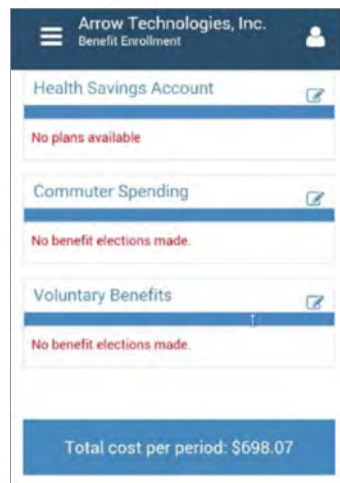 Arrow Technologies, Inc.
Benefit Enrollment
Health Savings Account
No plans available
Commuter Spending
No benefit elections made.
Voluntary Benefits
No benefit elections made.
Total cost per period: $698.07